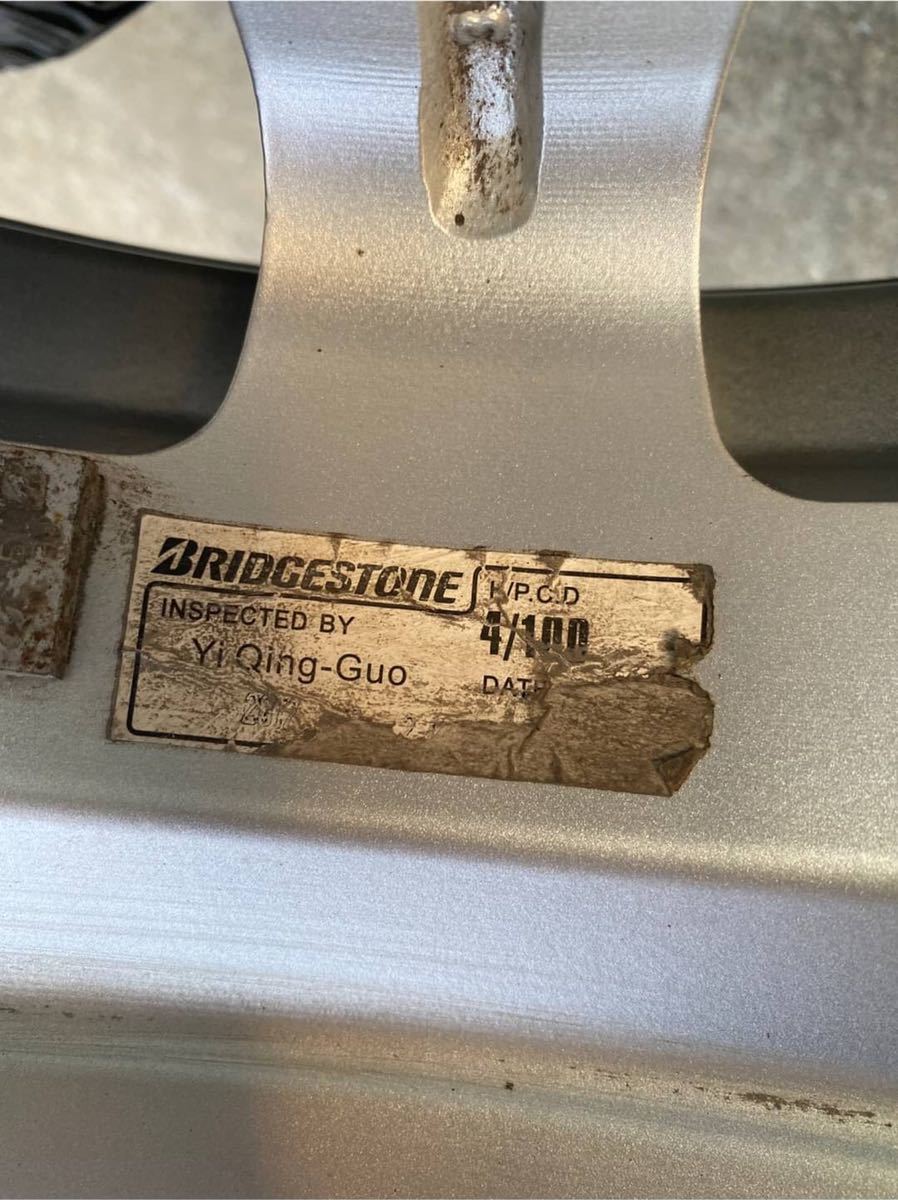 BRIDGESTONE
H/P.C.D
INSPECTED BY
4/100
Yi Qing-Guo